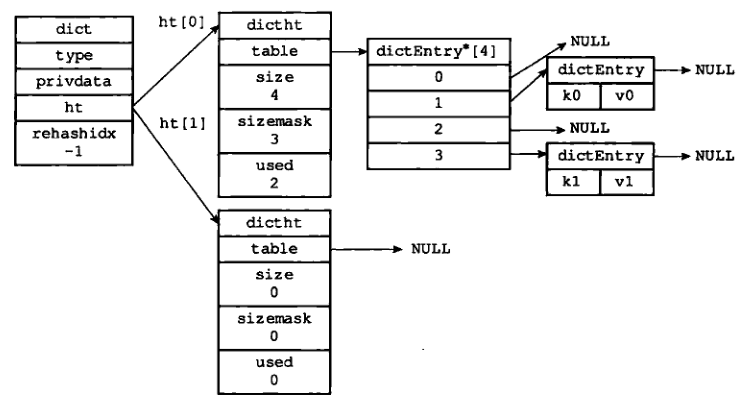 dict
type
privdata
ht
rehashidx
-1
ht[0]
ht[1]
dictht
table
size
4
sizemask
3
used
2
dictht
table
size
0
sizemask
0
used
0
NULL
dictEntry*[4]
0
1
2
3
NULL
dictEntry
k0 v0
NULL
NULL
dictEntry
k1 v1
NULL